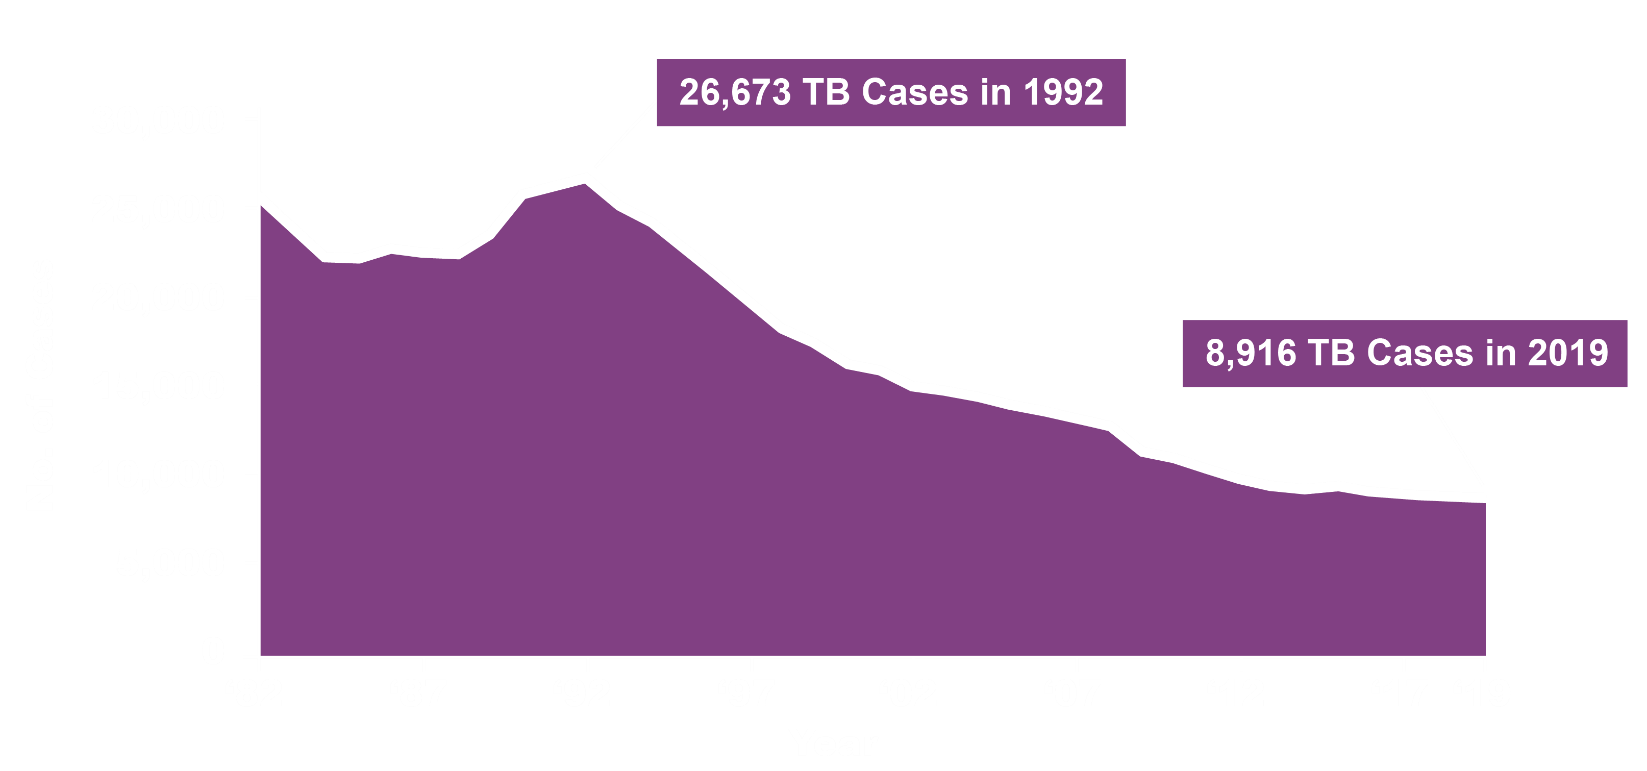 26,673 TB Cases in 1992
8,916 TB Cases in 2019